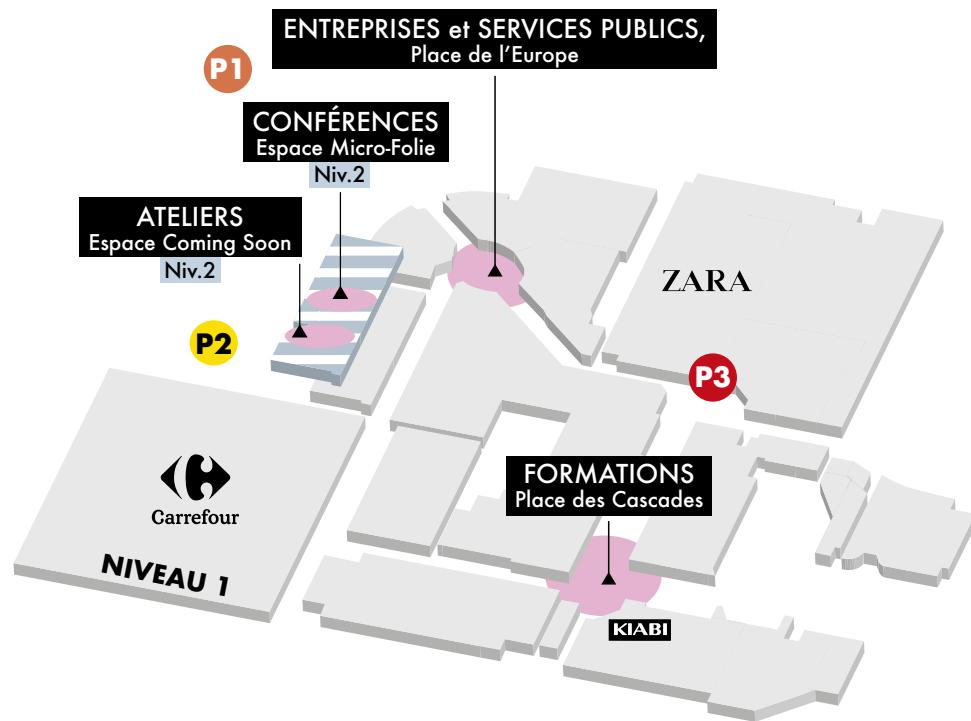 ENTREPRISES et SERVICES PUBLICS,
Place de l'Europe
P1
CONFÉRENCES
Espace Micro-Folie
Niv.2
ATELIERS
Espace Coming Soon
Niv.2
ZARA
P2
P3
FORMATIONS
Place des Cascades
Carrefour
NIVEAU 1
KIABI